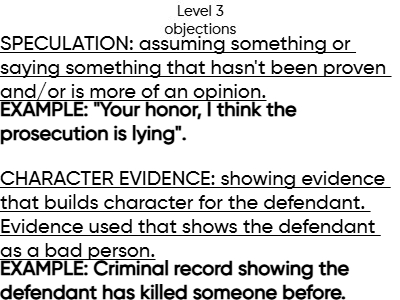 Level 3
objections
SPECULATION: assuming something or
saying something that hasn't been proven
and/or is more of an opinion.
EXAMPLE: "Your honor, I think the
prosecution is lying".
CHARACTER EVIDENCE: showing evidence
that builds character for the defendant.
Evidence used that shows the defendant
as a bad person.
EXAMPLE: Criminal record showing the
defendant has killed someone before.